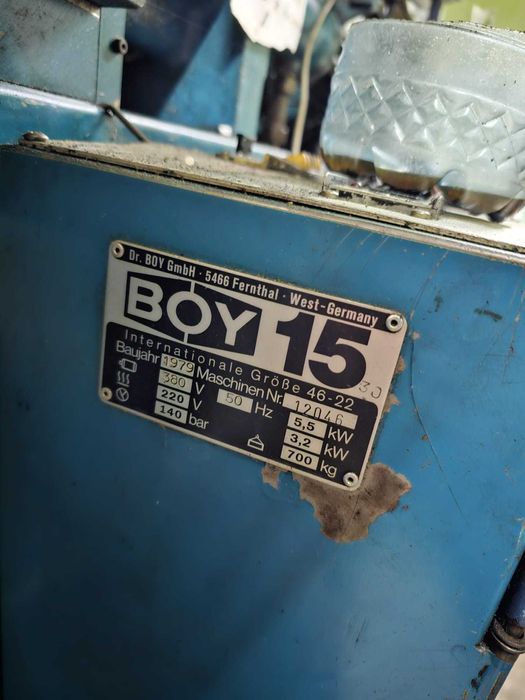 Dr. BOY GmbH · 5466 Fernthal · West-Germany
BOY 15 30
Internationale Größe 46-22
Baujahr 1979 Maschinen Nr. 12046
380 V 50 Hz 5,5 kW
220 V 3,2 kW
140 bar 700 kg